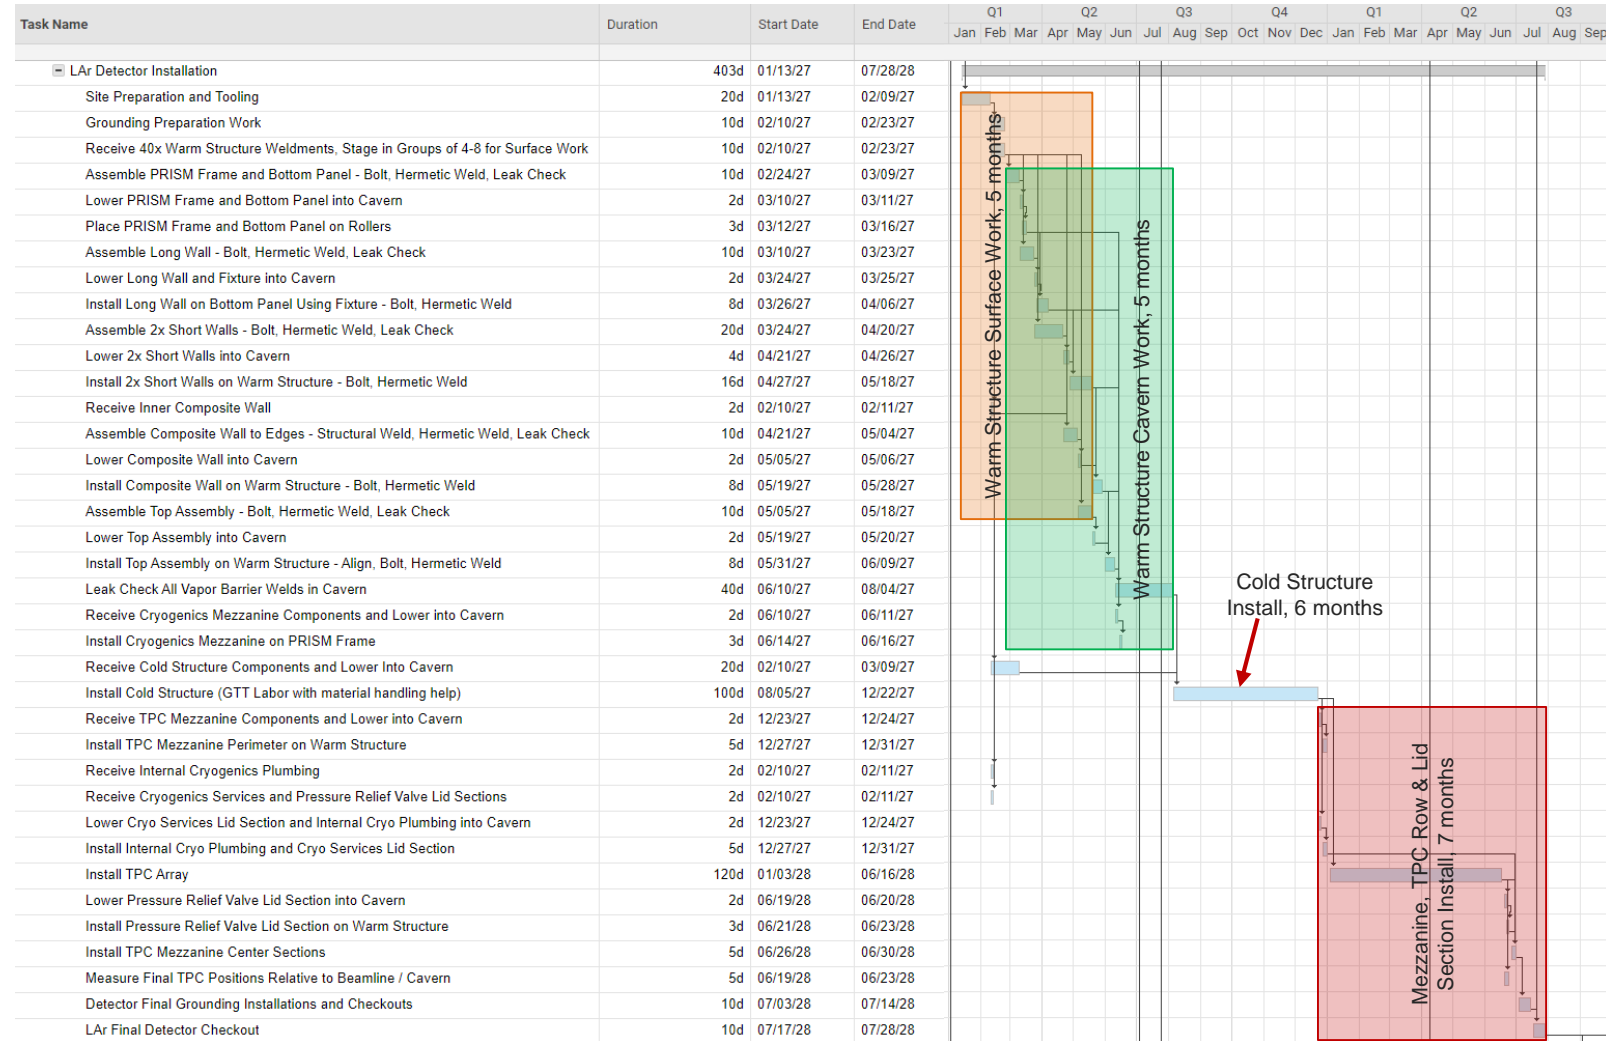 Task Name Duration Start Date End Date Q1 Q2 Q3 Q4 Q1 Q2 Q3
Jan Feb Mar Apr May Jun Jul Aug Sep Oct Nov Dec Jan Feb Mar Apr May Jun Jul Aug Sep
LAr Detector Installation 403d 01/13/27 07/28/28
Site Preparation and Tooling 20d 01/13/27 02/09/27
Grounding Preparation Work 10d 02/10/27 02/23/27
Receive 40x Warm Structure Weldments, Stage in Groups of 4-8 for Surface Work 10d 02/10/27 02/23/27
Assemble PRISM Frame and Bottom Panel - Bolt, Hermetic Weld, Leak Check 10d 02/24/27 03/09/27
Lower PRISM Frame and Bottom Panel into Cavern 2d 03/10/27 03/11/27
Place PRISM Frame and Bottom Panel on Rollers 3d 03/12/27 03/16/27
Assemble Long Wall - Bolt, Hermetic Weld, Leak Check 10d 03/10/27 03/23/27
Lower Long Wall and Fixture into Cavern 2d 03/24/27 03/25/27
Install Long Wall on Bottom Panel Using Fixture - Bolt, Hermetic Weld 8d 03/26/27 04/06/27
Assemble 2x Short Walls - Bolt, Hermetic Weld, Leak Check 20d 03/24/27 04/20/27
Lower 2x Short Walls into Cavern 4d 04/21/27 04/26/27
Install 2x Short Walls on Warm Structure - Bolt, Hermetic Weld 16d 04/27/27 05/18/27
Receive Inner Composite Wall 2d 02/10/27 02/11/27
Assemble Composite Wall to Edges - Structural Weld, Hermetic Weld, Leak Check 10d 04/21/27 05/04/27
Lower Composite Wall into Cavern 2d 05/05/27 05/06/27
Install Composite Wall on Warm Structure - Bolt, Hermetic Weld 8d 05/19/27 05/28/27
Assemble Top Assembly - Bolt, Hermetic Weld, Leak Check 10d 05/05/27 05/18/27
Lower Top Assembly into Cavern 2d 05/19/27 05/20/27
Install Top Assembly on Warm Structure - Align, Bolt, Hermetic Weld 8d 05/31/27 06/09/27
Leak Check All Vapor Barrier Welds in Cavern 40d 06/10/27 08/04/27
Receive Cryogenics Mezzanine Components and Lower into Cavern 2d 06/10/27 06/11/27
Install Cryogenics Mezzanine on PRISM Frame 3d 06/14/27 06/16/27
Receive Cold Structure Components and Lower Into Cavern 20d 02/10/27 03/09/27
Install Cold Structure (GTT Labor with material handling help) 100d 08/05/27 12/22/27
Receive TPC Mezzanine Components and Lower into Cavern 2d 12/23/27 12/24/27
Install TPC Mezzanine Perimeter on Warm Structure 5d 12/27/27 12/31/27
Receive Internal Cryogenics Plumbing 2d 02/10/27 02/11/27
Receive Cryogenics Services and Pressure Relief Valve Lid Sections 2d 02/10/27 02/11/27
Lower Cryo Services Lid Section and Internal Cryo Plumbing into Cavern 2d 12/23/27 12/24/27
Install Internal Cryo Plumbing and Cryo Services Lid Section 5d 12/27/27 12/31/27
Install TPC Array 120d 01/03/28 06/16/28
Lower Pressure Relief Valve Lid Section into Cavern 2d 06/19/28 06/20/28
Install Pressure Relief Valve Lid Section on Warm Structure 3d 06/21/28 06/23/28
Install TPC Mezzanine Center Sections 5d 06/26/28 06/30/28
Measure Final TPC Positions Relative to Beamline / Cavern 5d 06/19/28 06/23/28
Detector Final Grounding Installations and Checkouts 10d 07/03/28 07/14/28
LAr Final Detector Checkout 10d 07/17/28 07/28/28
Warm Structure Surface Work, 5 months
Warm Structure Cavern Work, 5 months
Cold Structure
Install, 6 months
Mezzanine, TPC Row & Lid
Section Install, 7 months